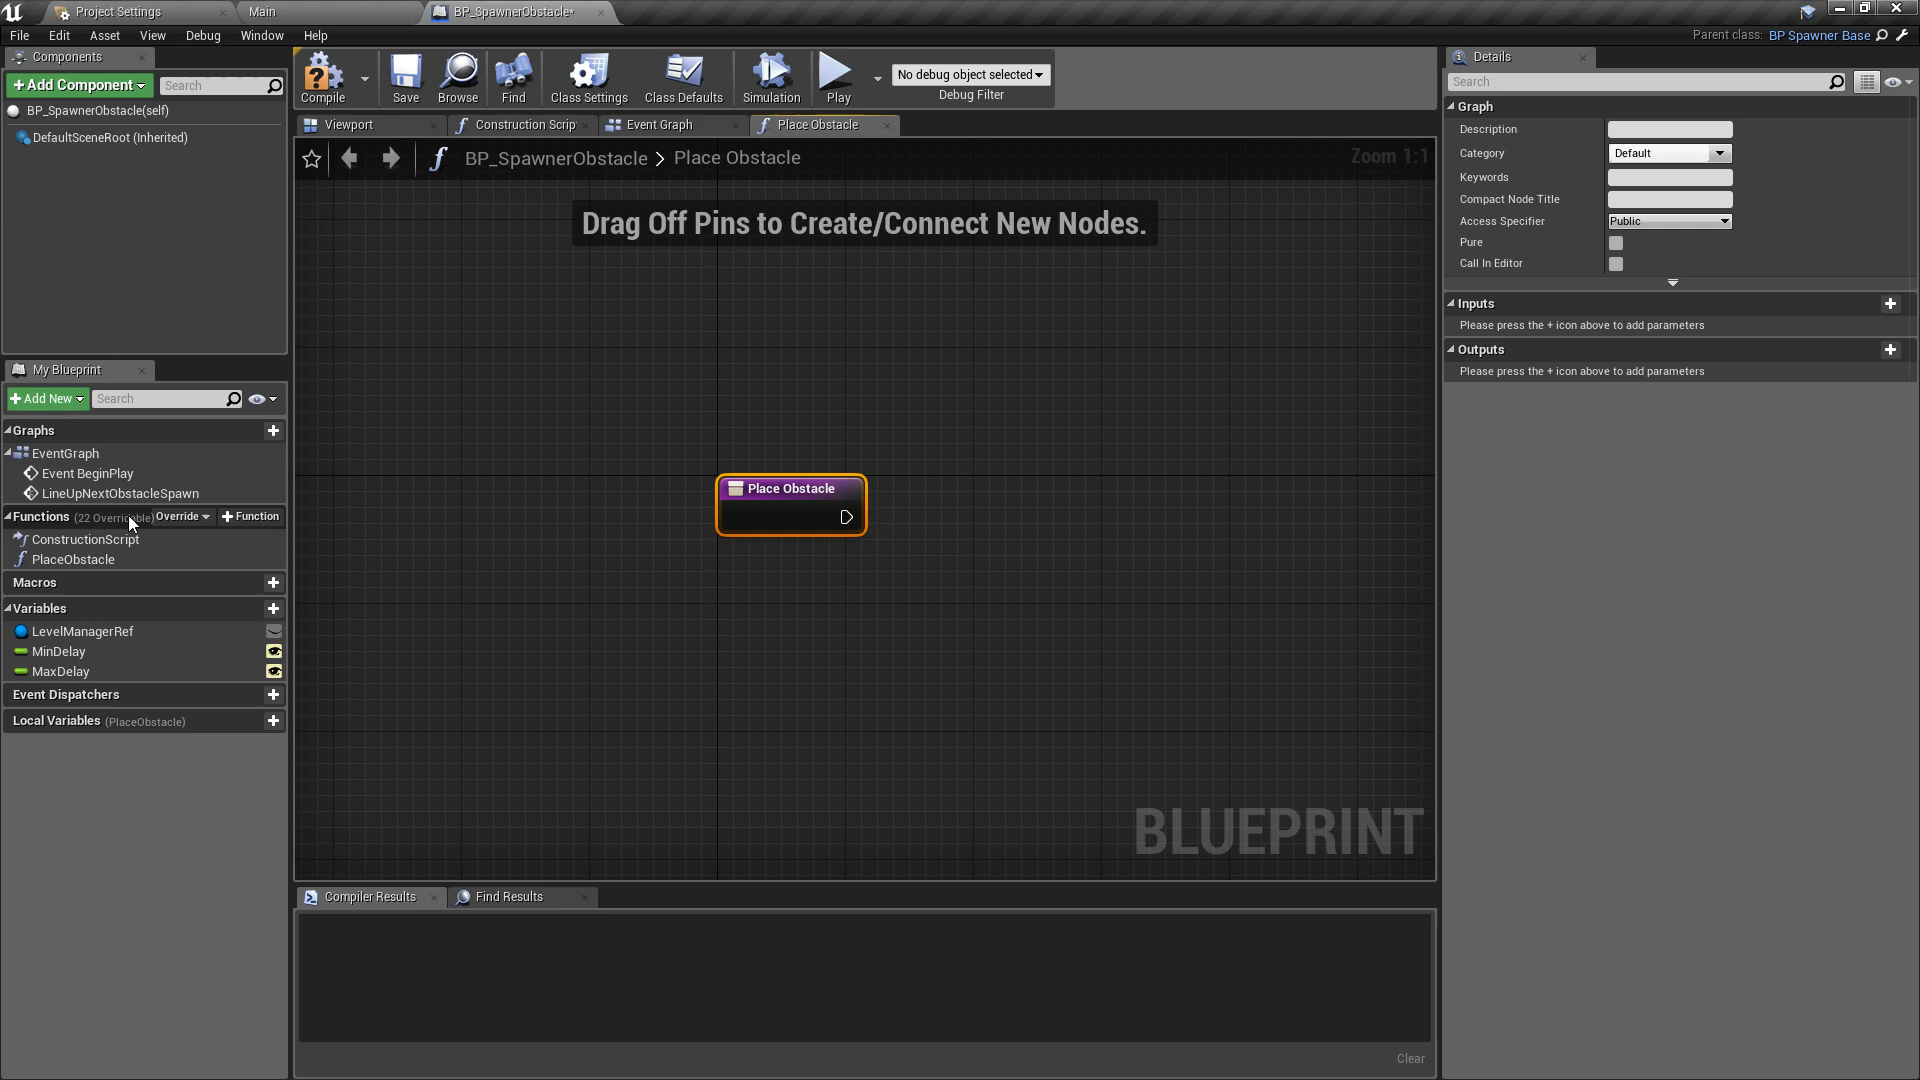 Project Settings
Main
BP_SpawnerObstacle*
File Edit Asset View Debug Window Help
Parent class: BP Spawner Base
Components
+ Add Component
Search
BP_SpawnerObstacle(self)
DefaultSceneRoot (Inherited)
Compile
Save
Browse
Find
Class Settings
Class Defaults
Simulation
Play
No debug object selected
Debug Filter
Viewport
Construction Scrip
Event Graph
Place Obstacle
BP_SpawnerObstacle > Place Obstacle
Zoom 1:1
Drag Off Pins to Create/Connect New Nodes.
Place Obstacle
BLUEPRINT
My Blueprint
+ Add New
Search
Graphs
EventGraph
Event BeginPlay
LineUpNextObstacleSpawn
Functions (22 Overridable) Override + Function
ConstructionScript
PlaceObstacle
Macros
Variables
LevelManagerRef
MinDelay
MaxDelay
Event Dispatchers
Local Variables (PlaceObstacle)
Compiler Results
Find Results
Clear
Details
Search
Graph
Description
Category Default
Keywords
Compact Node Title
Access Specifier Public
Pure
Call In Editor
Inputs
Please press the + icon above to add parameters
Outputs
Please press the + icon above to add parameters